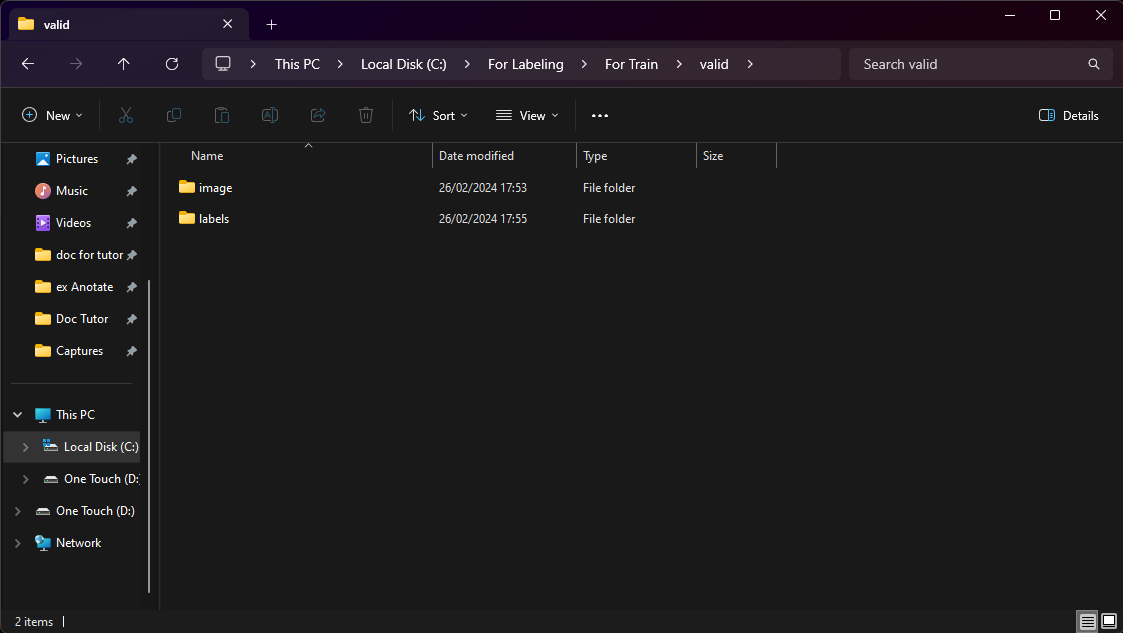 valid
This PC
Local Disk (C:)
For Labeling
For Train
valid
Search valid
New
Sort
View
Details
Pictures
Music
Videos
doc for tutor
ex Anotate
Doc Tutor
Captures
This PC
Local Disk (C:)
One Touch (D:
One Touch (D:)
Network
Name Date modified Type Size
image 26/02/2024 17:53 File folder
labels 26/02/2024 17:55 File folder
2 items